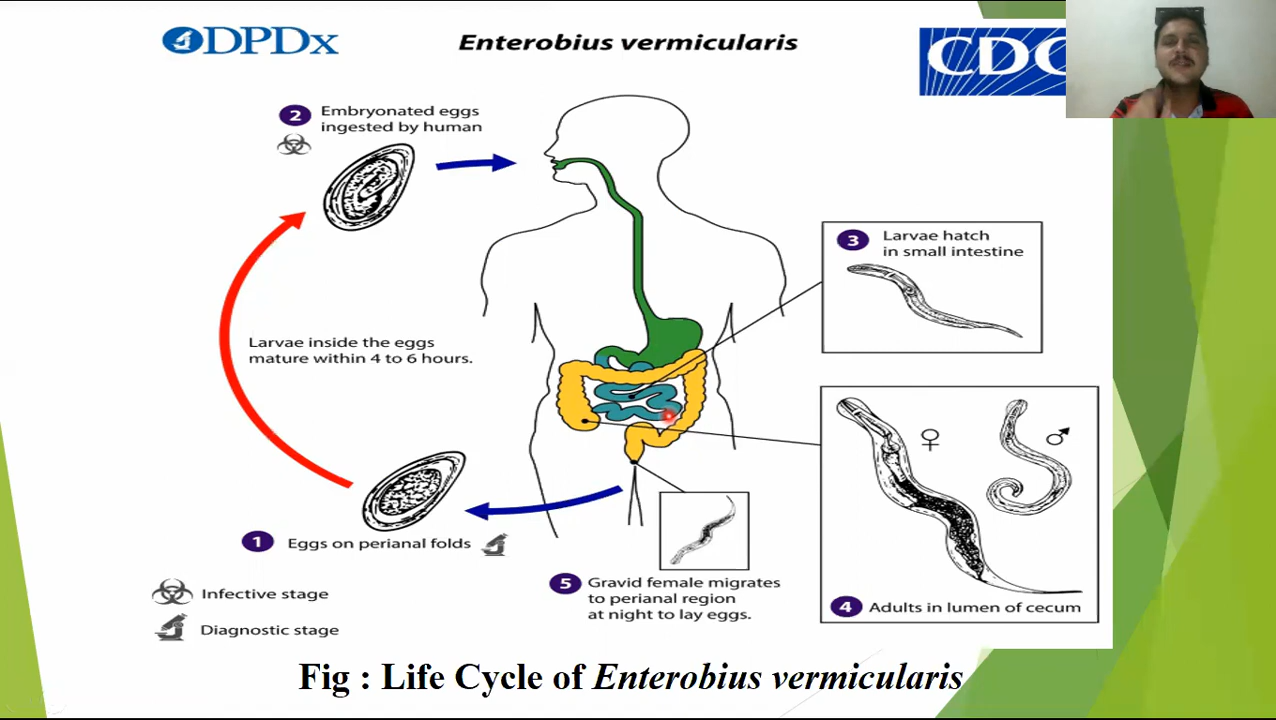 DPDx
Enterobius vermicularis
CDC
2
Embryonated eggs
ingested by human
3
Larvae hatch
in small intestine
Larvae inside the eggs
mature within 4 to 6 hours.
♀
♂
1
Eggs on perianal folds
5
Gravid female migrates
to perianal region
at night to lay eggs.
4
Adults in lumen of cecum
Infective stage
Diagnostic stage
Fig : Life Cycle of Enterobius vermicularis